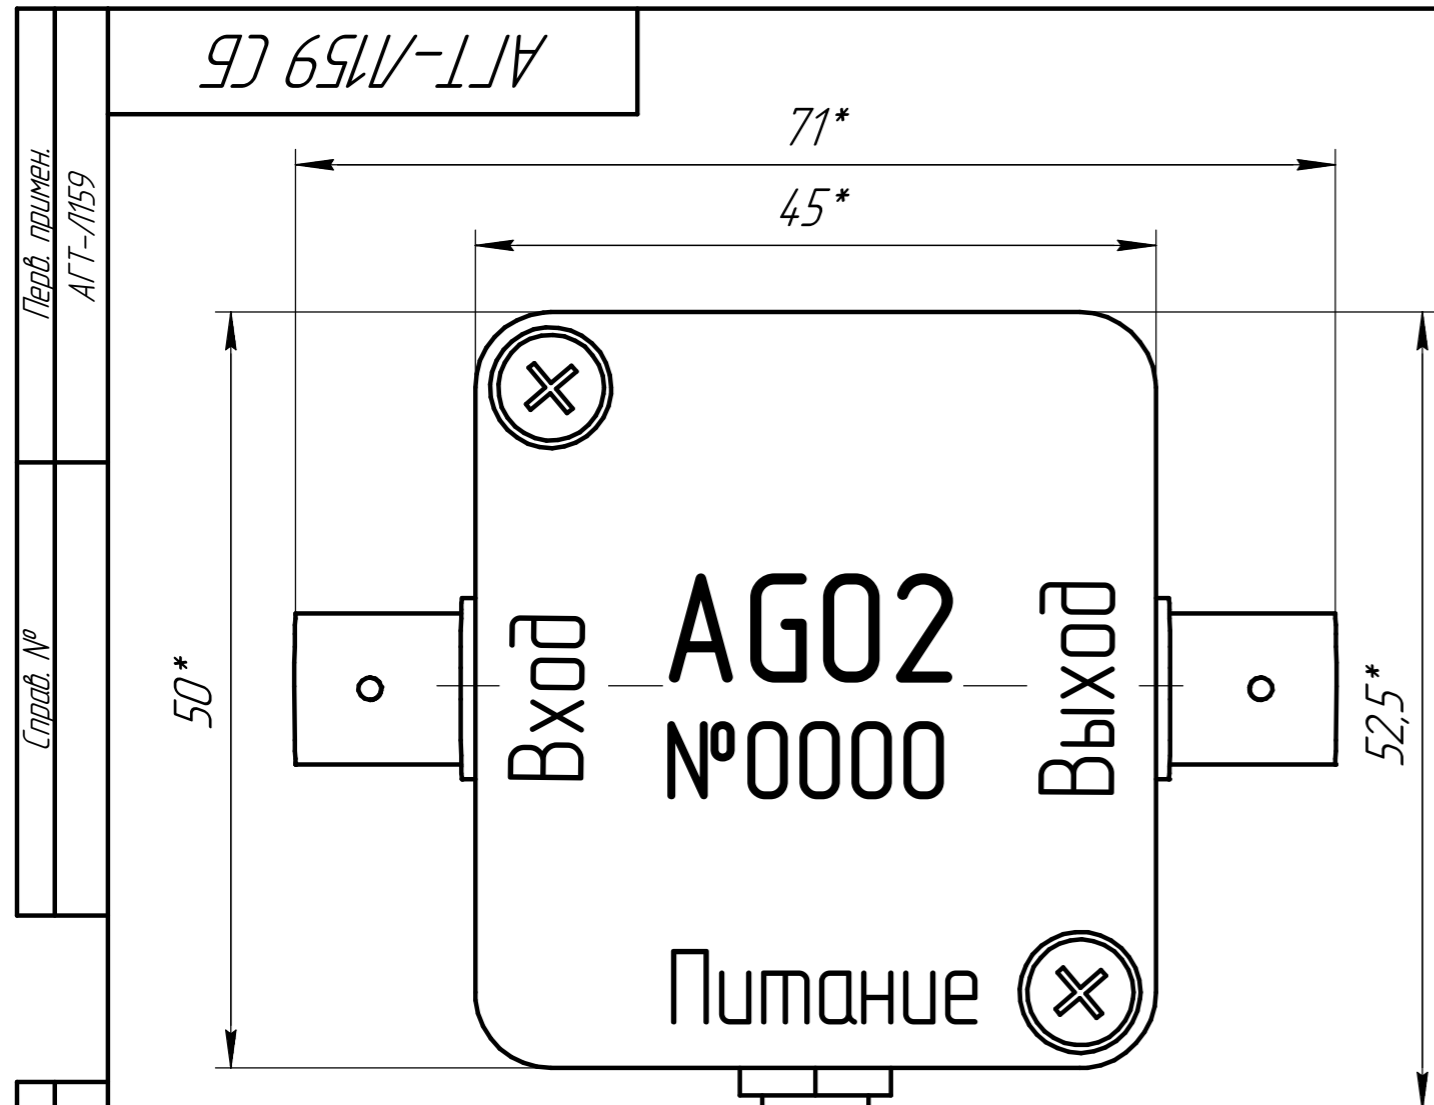 АГТ-Л159 СБ
Перв. примен.
АГТ-Л159
Справ. №
71*
45*
50*
52,5*
Вход
AG02
№0000
Выход
Питание